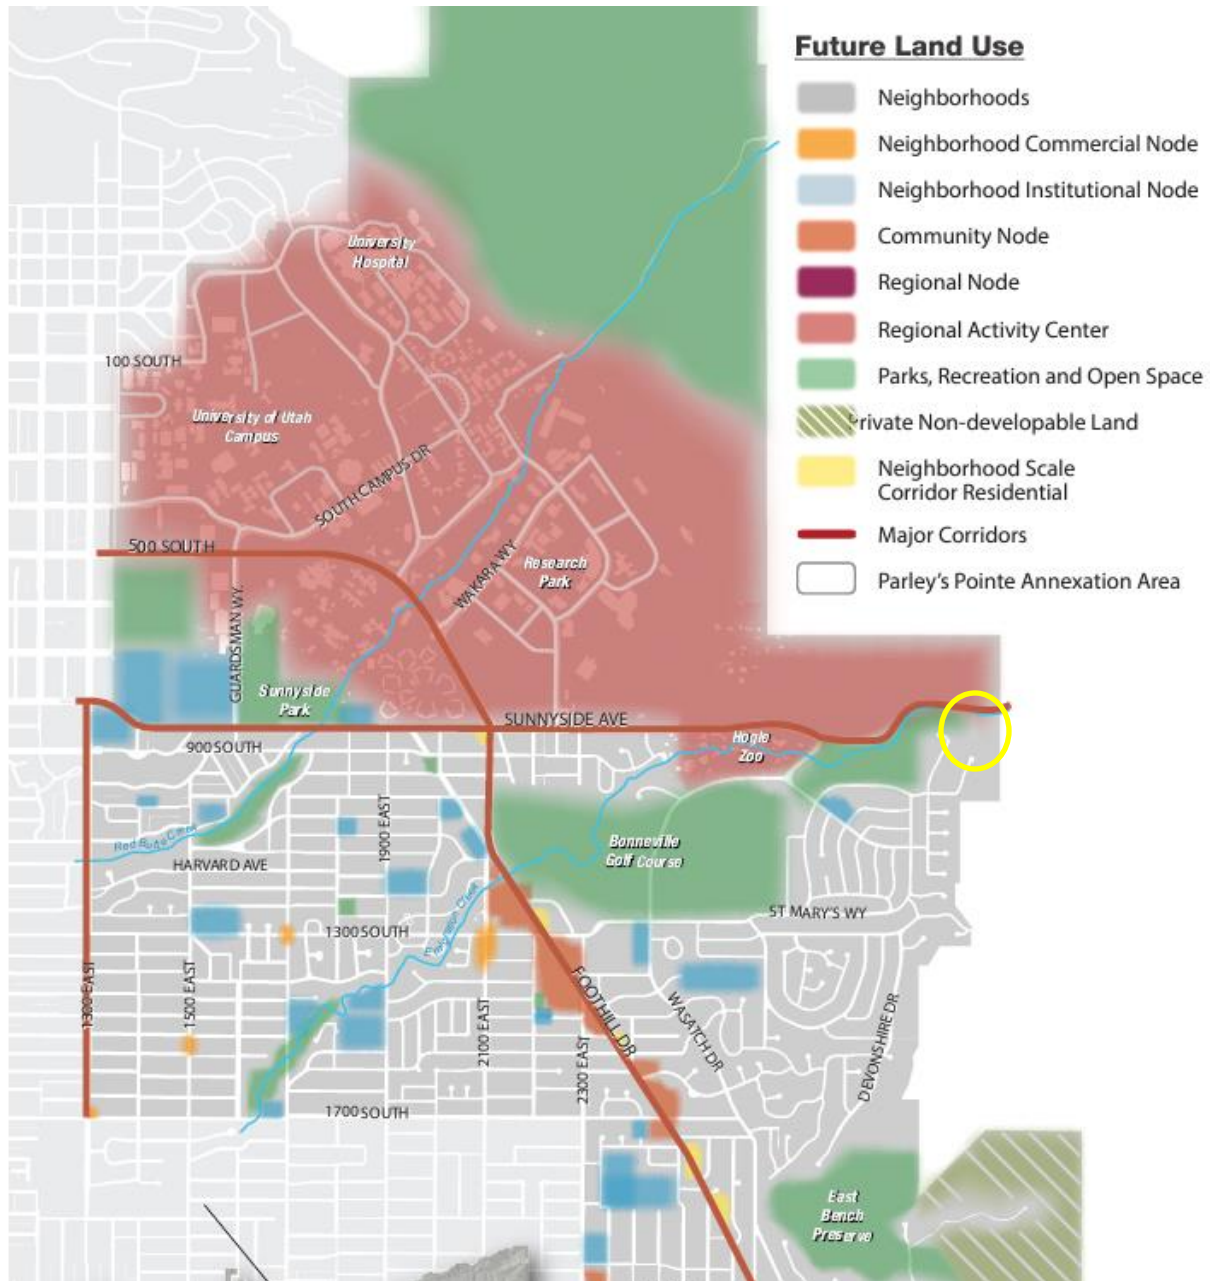 Future Land Use
Neighborhoods
Neighborhood Commercial Node
Neighborhood Institutional Node
Community Node
Regional Node
Regional Activity Center
Parks, Recreation and Open Space
Private Non-developable Land
Neighborhood Scale
Corridor Residential
Major Corridors
Parley's Pointe Annexation Area
University
Hospital
100 SOUTH
University of Utah
Campus
SOUTH CAMPUS DR
500 SOUTH
WAKARA WY
Research
Park
GUARDSMAN WY.
Sunnyside
Park
SUNNYSIDE AVE
900 SOUTH
Hogle
Zoo
Red Butte Creek
1900 EAST
HARVARD AVE
Bonneville
Golf Course
Emigration Creek
ST MARY'S WY
1300 SOUTH
1300 EAST
1500 EAST
2100 EAST
FOOTHILL DR
2300 EAST
WASATCH DR
DEVONSHIRE DR
1700 SOUTH
East
Bench
Preserve